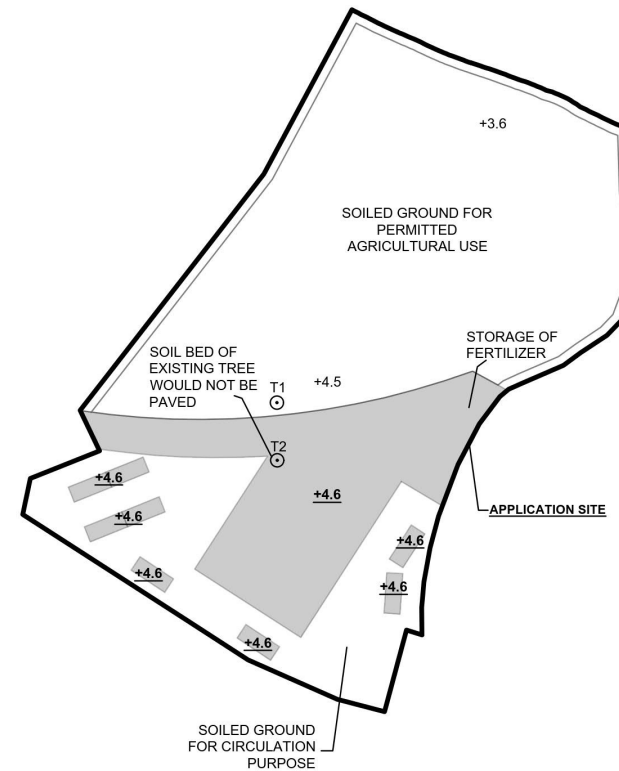 +3.6
SOILED GROUND FOR
PERMITTED
AGRICULTURAL USE
STORAGE OF
FERTILIZER
SOIL BED OF
EXISTING TREE
WOULD NOT BE
PAVED
T1
+4.5
T2
+4.6
+4.6
+4.6
APPLICATION SITE
+4.6
+4.6
+4.6
+4.6
+4.6
SOILED GROUND
FOR CIRCULATION
PURPOSE